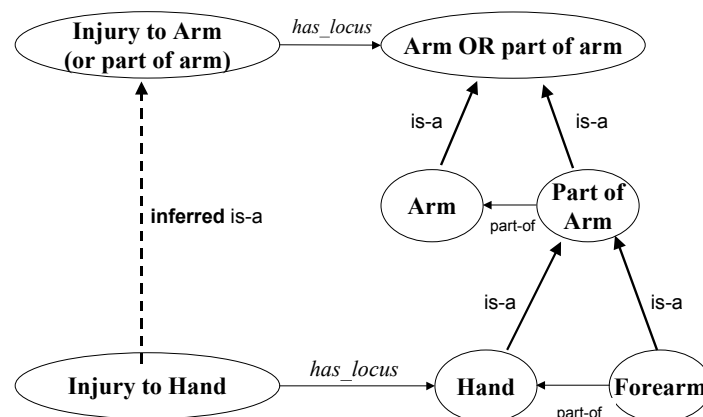 Injury to Arm
(or part of arm)
has_locus
Arm OR part of arm
is-a
is-a
inferred is-a
Arm
part-of
Part of
Arm
is-a
is-a
Injury to Hand
has_locus
Hand
part-of
Forearm